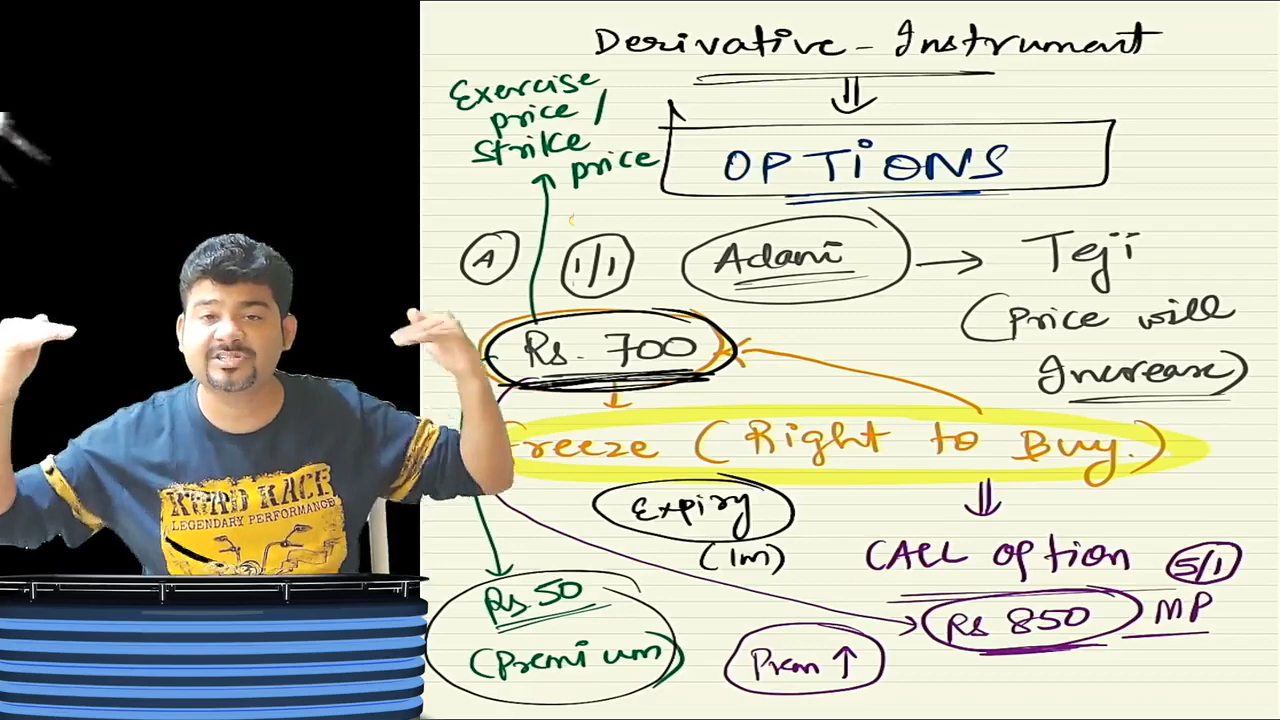 Derivative - Instrument
OPTIONS
Exercise
price /
Strike
price
A
1/1
Adani
Teji
(Price will
Increase)
Rs. 700
Freeze (Right to Buy.)
Expiry
(1m)
CALL option
5/1
Rs 850
MP
Rs 50
(Premium)
Prem ↑
ROAD RACE
LEGENDARY PERFORMANCE